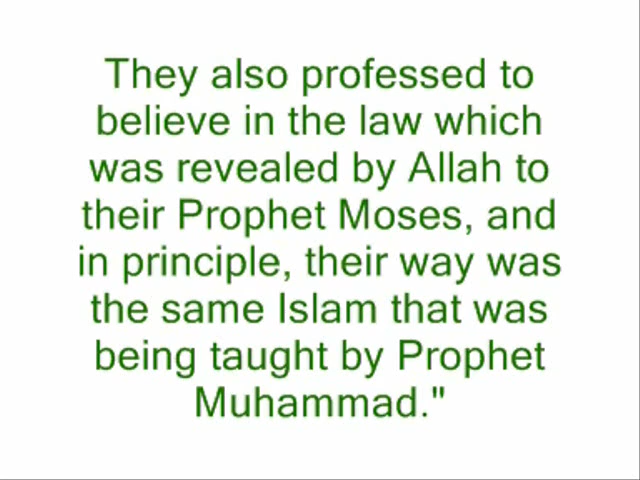 They also professed to
believe in the law which
was revealed by Allah to
their Prophet Moses, and
in principle, their way was
the same Islam that was
being taught by Prophet
Muhammad."